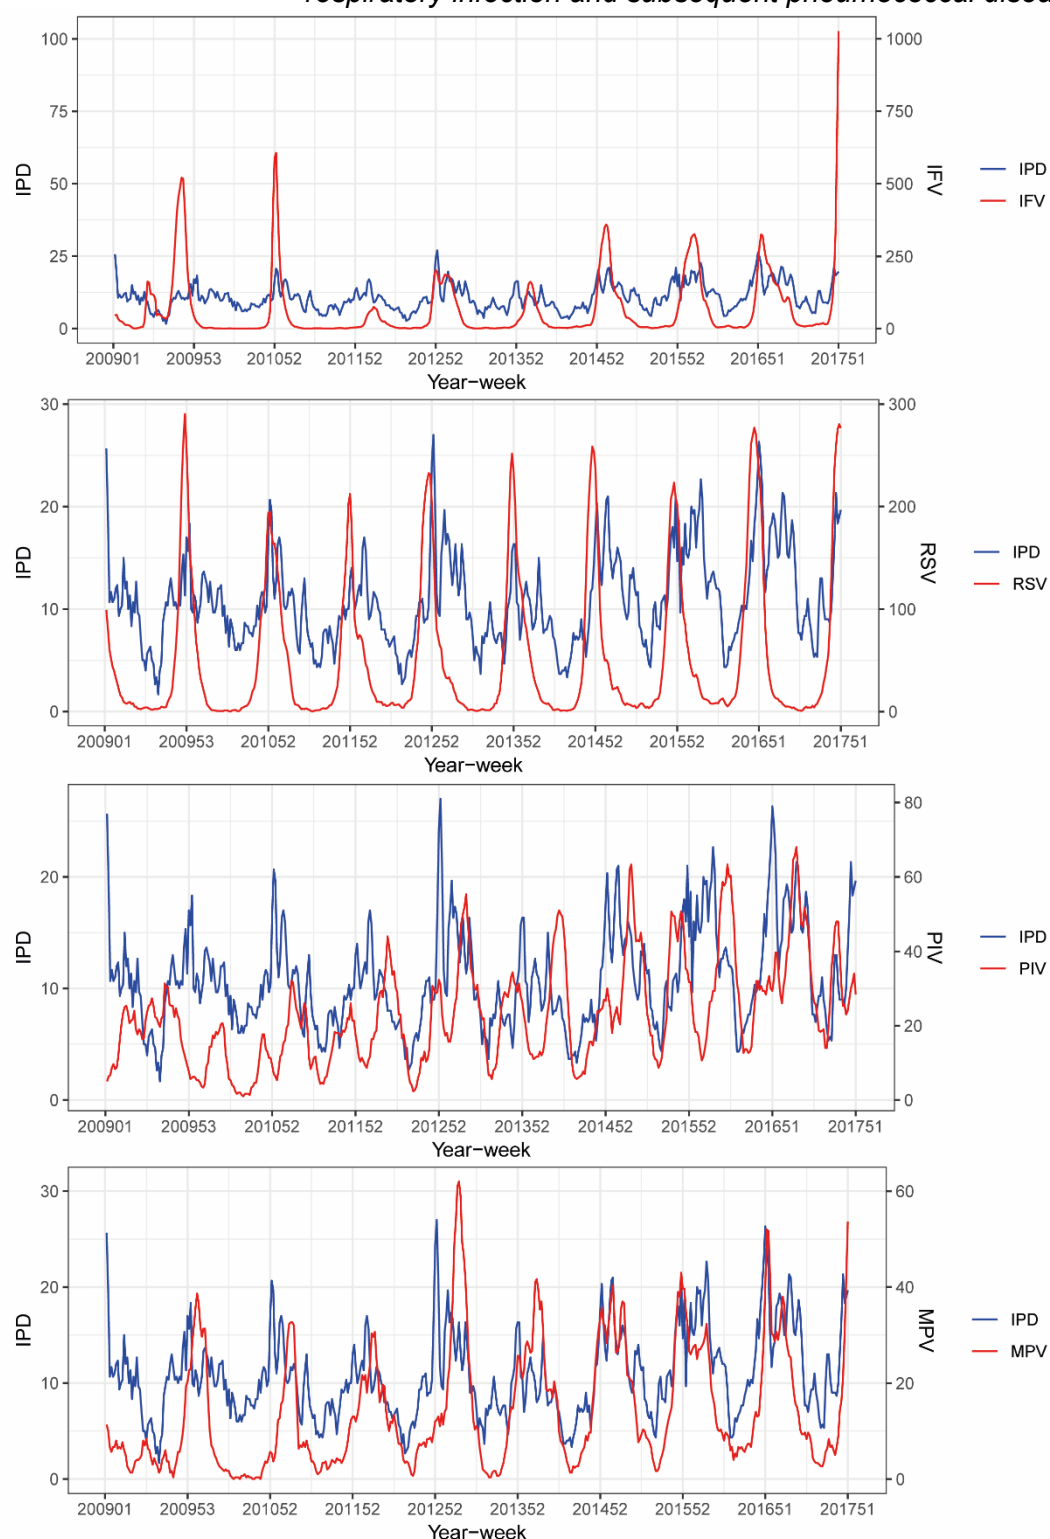 respiratory infection and subsequent pneumococcal
100 1000
75 750
50 500
25 250
0 0
IPD
IFV
IPD
IFV
200901 200953 201052 201152 201252 201352 201452 201552 201651 201751
Year-week
30 300
20 200
10 100
0 0
IPD
RSV
IPD
RSV
200901 200953 201052 201152 201252 201352 201452 201552 201651 201751
Year-week
80
20 60
40
10
20
0 0
IPD
PIV
IPD
PIV
200901 200953 201052 201152 201252 201352 201452 201552 201651 201751
Year-week
30 60
20 40
10 20
0 0
IPD
MPV
IPD
MPV
200901 200953 201052 201152 201252 201352 201452 201552 201651 201751
Year-week